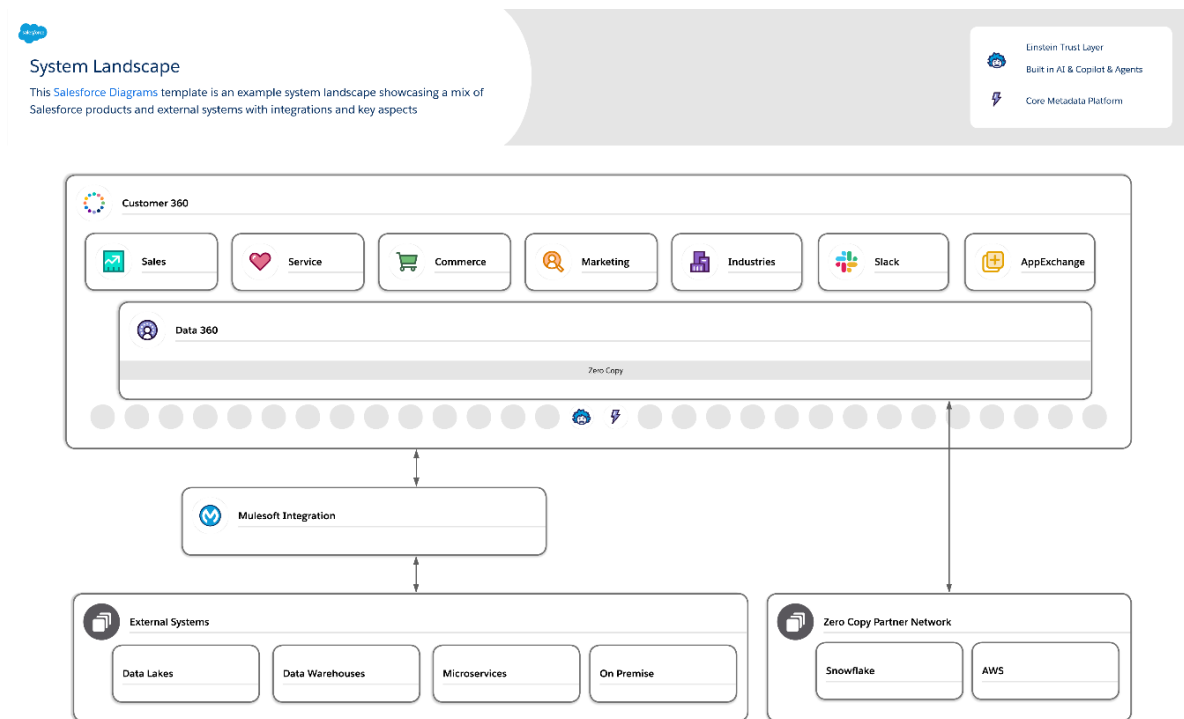 salesforce
System Landscape
This Salesforce Diagrams template is an example system landscape showcasing a mix of
Salesforce products and external systems with integrations and key aspects
Einstein Trust Layer
Built in AI & Copilot & Agents
Core Metadata Platform
Customer 360
Sales
Service
Commerce
Marketing
Industries
Slack
AppExchange
Data 360
Zero Copy
Mulesoft Integration
External Systems
Data Lakes
Data Warehouses
Microservices
On Premise
Zero Copy Partner Network
Snowflake
AWS